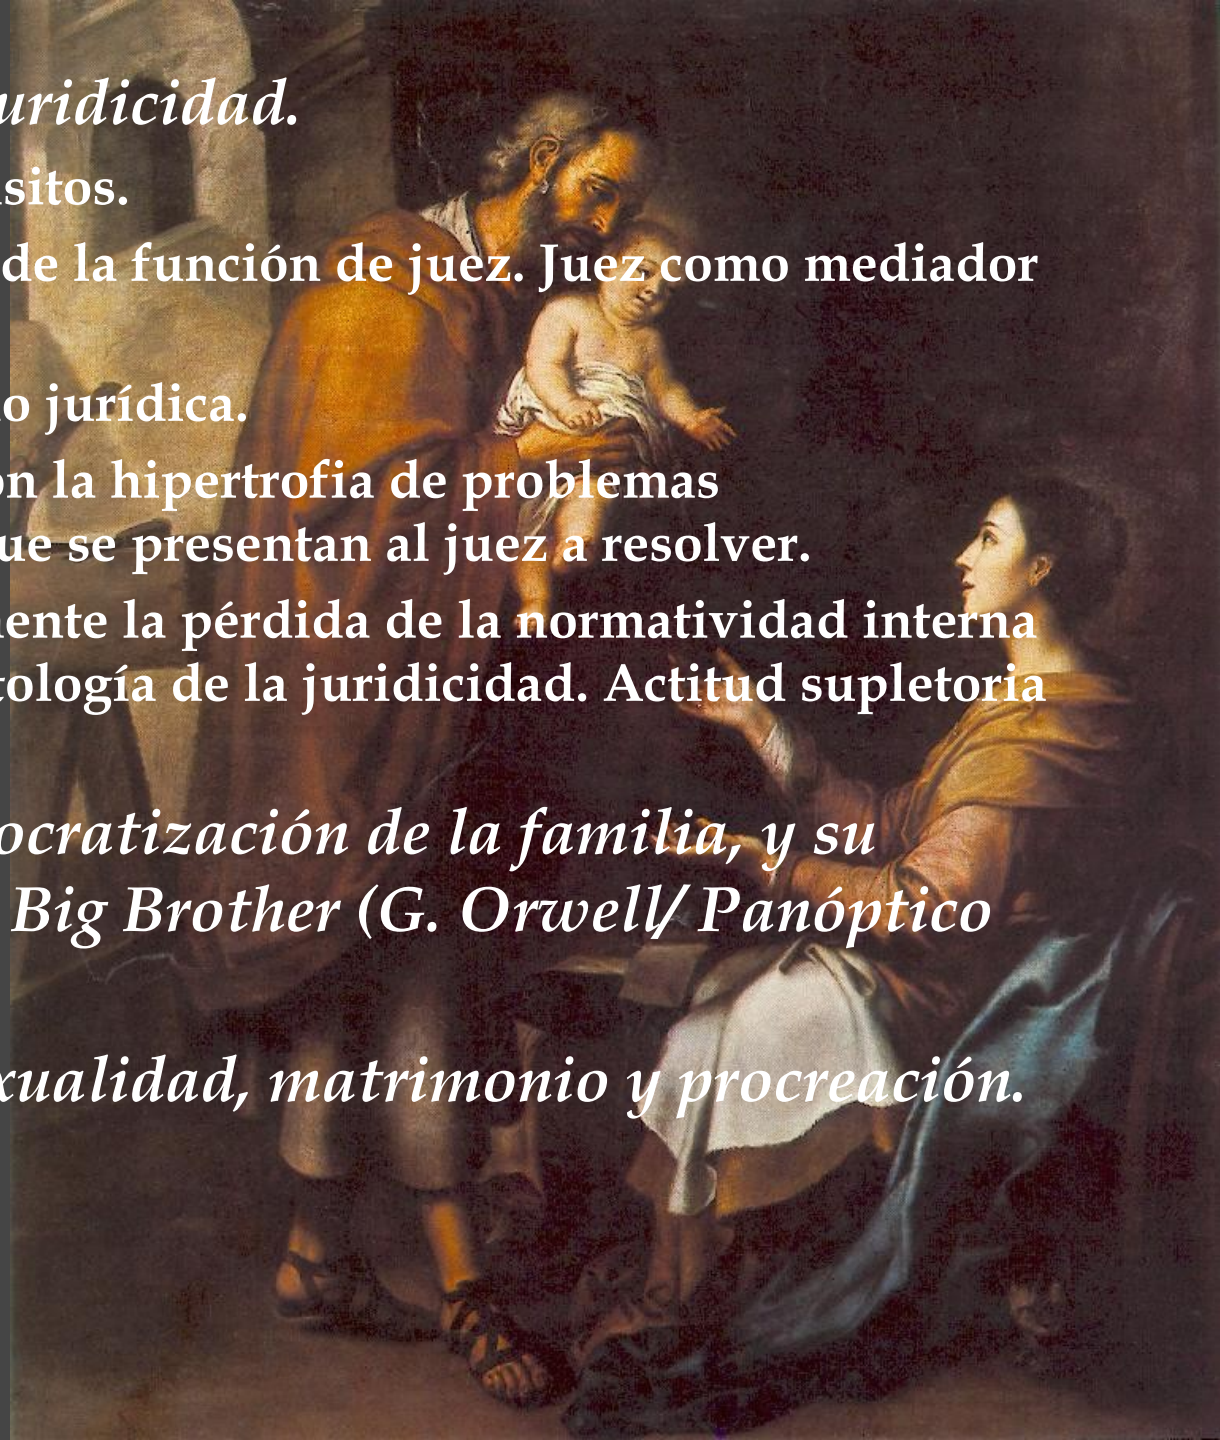 uridicidad.
sitos.
de la función de juez. Juez como mediador
o jurídica.
on la hipertrofia de problemas
ue se presentan al juez a resolver.
ente la pérdida de la normatividad interna
tología de la juridicidad. Actitud supletoria
ocratización de la familia, y su
Big Brother (G. Orwell/ Panóptico
xualidad, matrimonio y procreación.